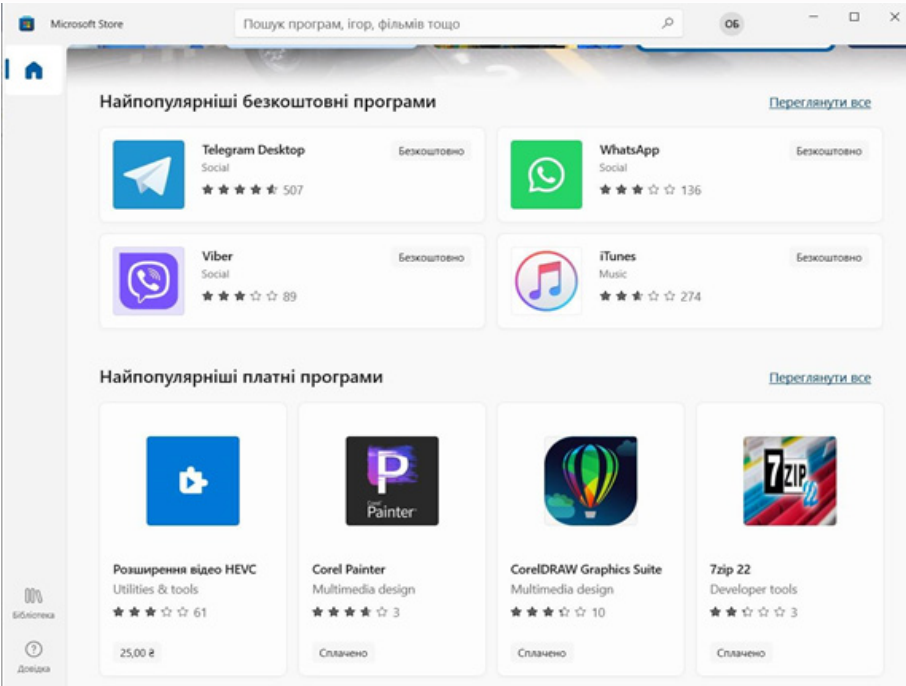 Microsoft Store
Пошук програм, ігор, фільмів тощо
ОБ
Найпопулярніші безкоштовні програми
Переглянути все
Telegram Desktop
Безкоштовно
Social
507
WhatsApp
Безкоштовно
Social
136
Viber
Безкоштовно
Social
89
iTunes
Безкоштовно
Music
274
Найпопулярніші платні програми
Переглянути все
Corel
Painter
7ZIP
22
Розширення відео HEVC
Utilities & tools
61
25,00 ₴
Corel Painter
Multimedia design
3
Сплачено
CorelDRAW Graphics Suite
Multimedia design
10
Сплачено
7zip 22
Developer tools
3
Сплачено
Бібліотека
Довідка